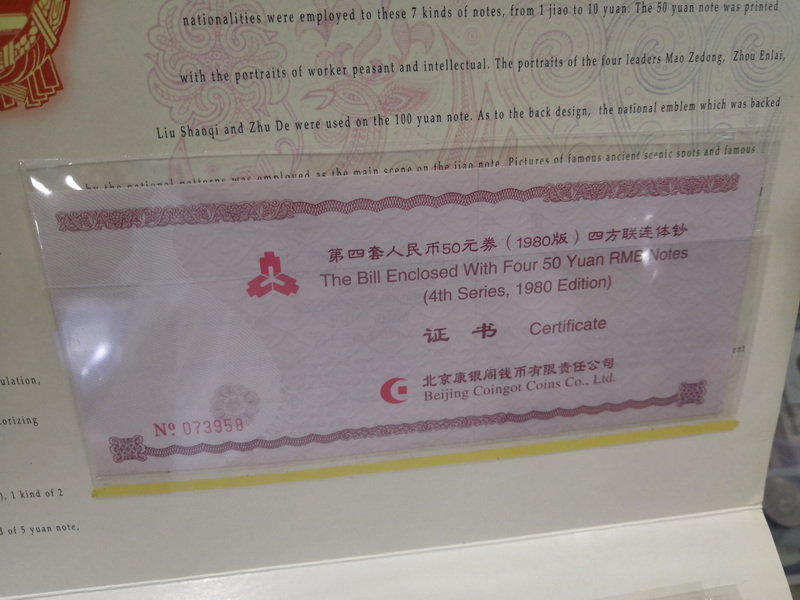 nationalities were employed to these 7 kinds of notes, from 1 jiao to 10 yuan. The 50 yuan note was printed
with the portraits of worker peasant and intellectual. The portraits of the four leaders Mao Zedong, Zhou Enlai,
Liu Shaoqi and Zhu De were used on the 100 yuan note. As to the back design, the national emblem which was backed
by the national patterns was employed as the main scene on the jiao note. Pictures of famous ancient scenic spots and famous
第四套人民币50元券（1980版）四方联连体钞
The Bill Enclosed With Four 50 Yuan RMB Notes
(4th Series, 1980 Edition)
证 书 Certificate
北京康银阁钱币有限责任公司
Beijing Coingot Coins Co., Ltd.
№ 073958
ulation,
orizing
), 1 kind of 2
d of 5 yuan note.